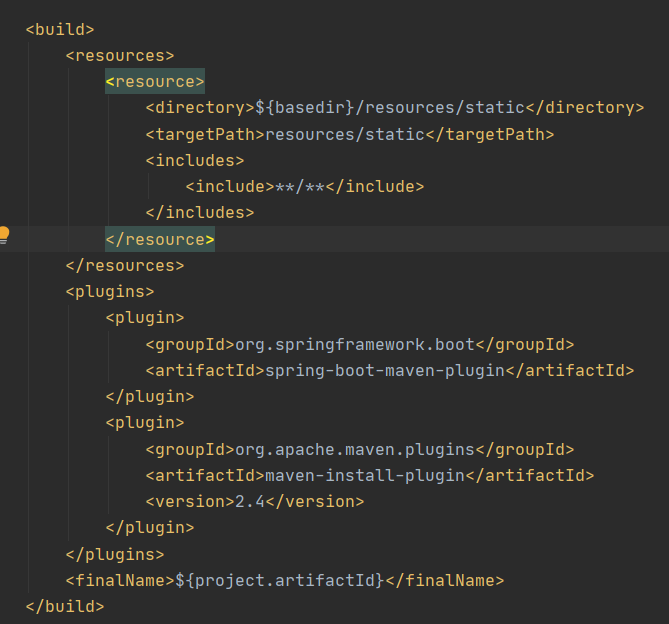 <build>
<resources>
<resource>
<directory>${basedir}/resources/static</directory>
<targetPath>resources/static</targetPath>
<includes>
<include>**/**</include>
</includes>
</resource>
</resources>
<plugins>
<plugin>
<groupId>org.springframework.boot</groupId>
<artifactId>spring-boot-maven-plugin</artifactId>
</plugin>
<plugin>
<groupId>org.apache.maven.plugins</groupId>
<artifactId>maven-install-plugin</artifactId>
<version>2.4</version>
</plugin>
</plugins>
<finalName>${project.artifactId}</finalName>
</build>